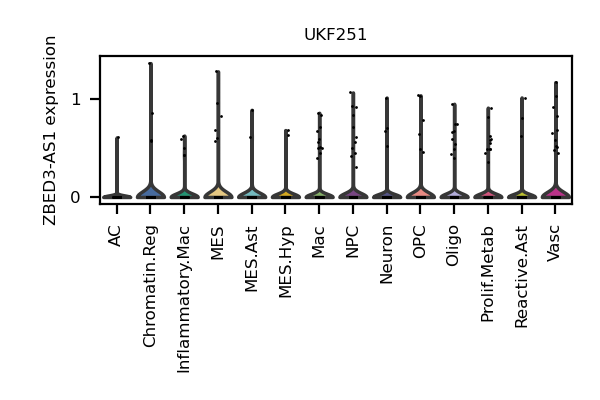 UKF251
ZBED3-AS1 expression
1
0
AC
Chromatin.Reg
Inflammatory.Mac
MES
MES.Ast
MES.Hyp
Mac
NPC
Neuron
OPC
Oligo
Prolif.Metab
Reactive.Ast
Vasc